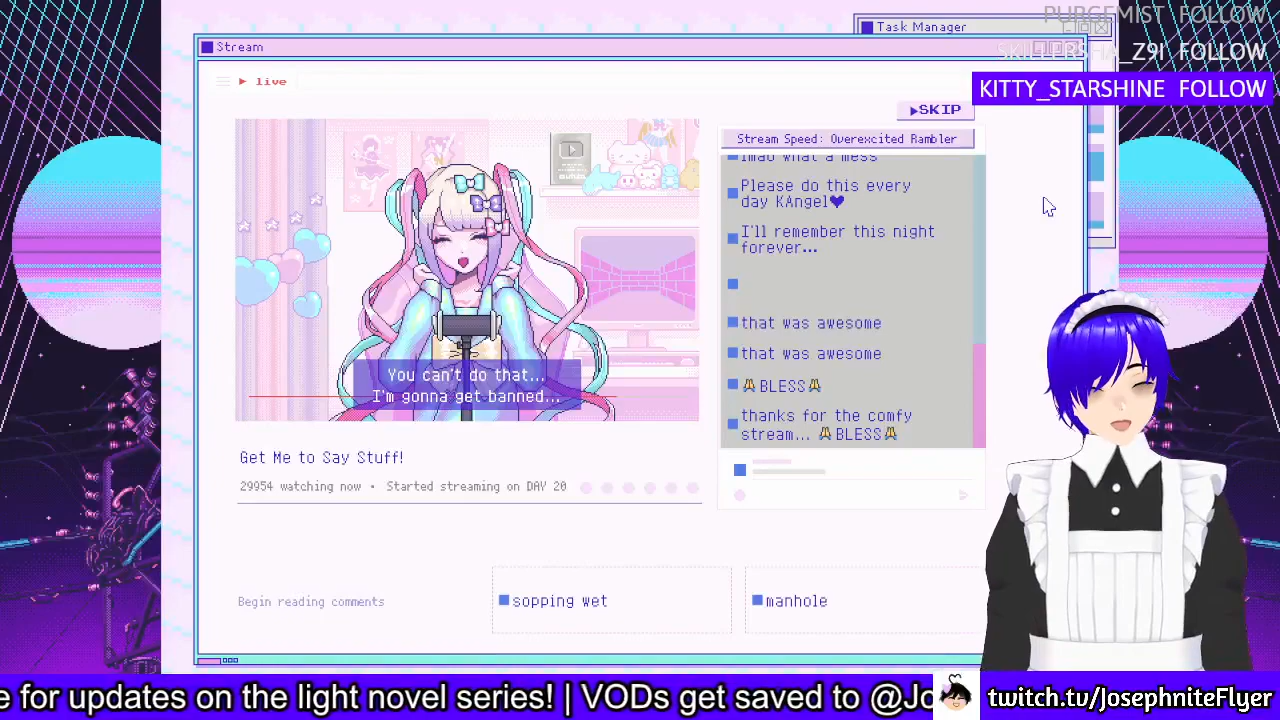 PURGEMIST FOLLOW
Task Manager
Stream
FOLLOW
KITTY_STARSHINE FOLLOW
▶ live
▶SKIP
Stream Speed: Overexcited Rambler
lmao what a mess
Please do this every
day KAngel♥
I'll remember this night
forever...
that was awesome
that was awesome
🙏BLESS🙏
thanks for the comfy
stream... 🙏BLESS🙏
You can't do that...
I'm gonna get banned...
Get Me to Say Stuff!
29954 watching now • Started streaming on DAY 20
Begin reading comments
sopping wet
manhole
e for updates on the light novel series! | VODs get saved to @Jo
twitch.tv/JosephniteFlyer